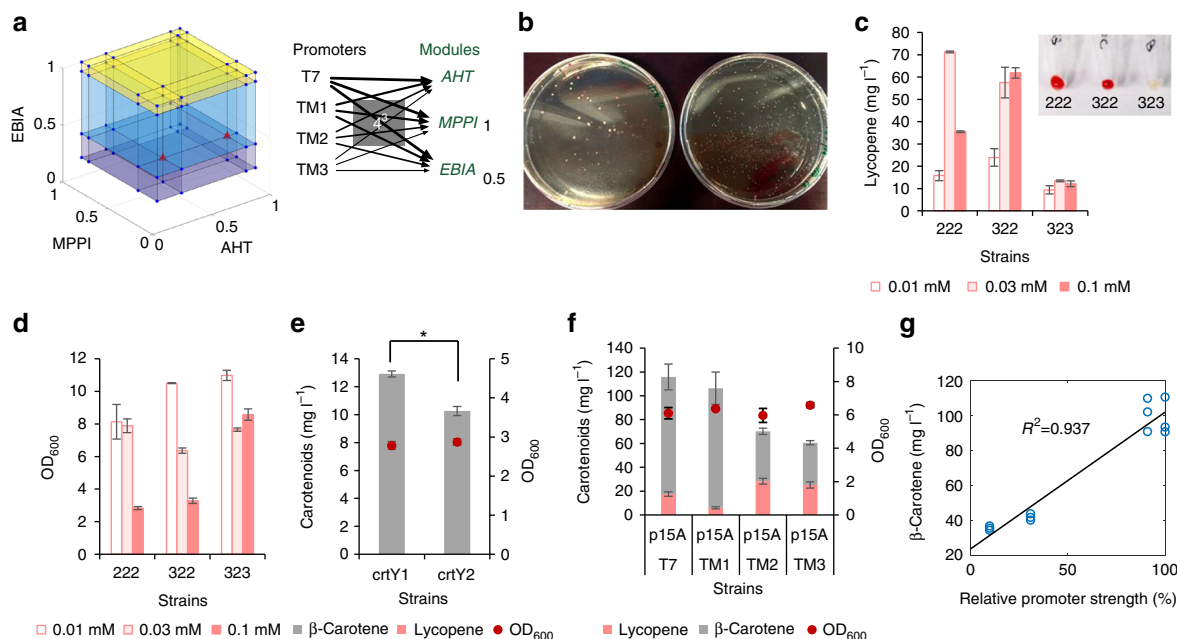 a
1
0.5
0
EBIA
1
0.5
0
MPPI
0
0.5
1
AHT
Promoters
Modules
T7
TM1
TM2
TM3
4³
AHT
MPPI
EBIA
1
0.5
b
c
80
70
60
50
40
30
20
10
0
Lycopene (mg l⁻¹)
222
322
323
Strains
222
322
323
0.01 mM
0.03 mM
0.1 mM
d
12
10
8
6
4
2
0
OD₆₀₀
222
322
323
Strains
0.01 mM
0.03 mM
0.1 mM
e
*
14
12
10
8
6
4
2
0
Carotenoids (mg l⁻¹)
5
4
3
2
1
0
OD₆₀₀
crtY1
crtY2
Strains
β-Carotene
Lycopene
OD₆₀₀
f
140
120
100
80
60
40
20
0
Carotenoids (mg l⁻¹)
10
8
6
4
2
0
OD₆₀₀
p15A p15A p15A p15A
T7 TM1 TM2 TM3
Strains
Lycopene
β-Carotene
OD₆₀₀
g
120
100
80
60
40
20
β-Carotene (mg l⁻¹)
R²=0.937
0
50
100
Relative promoter strength (%)